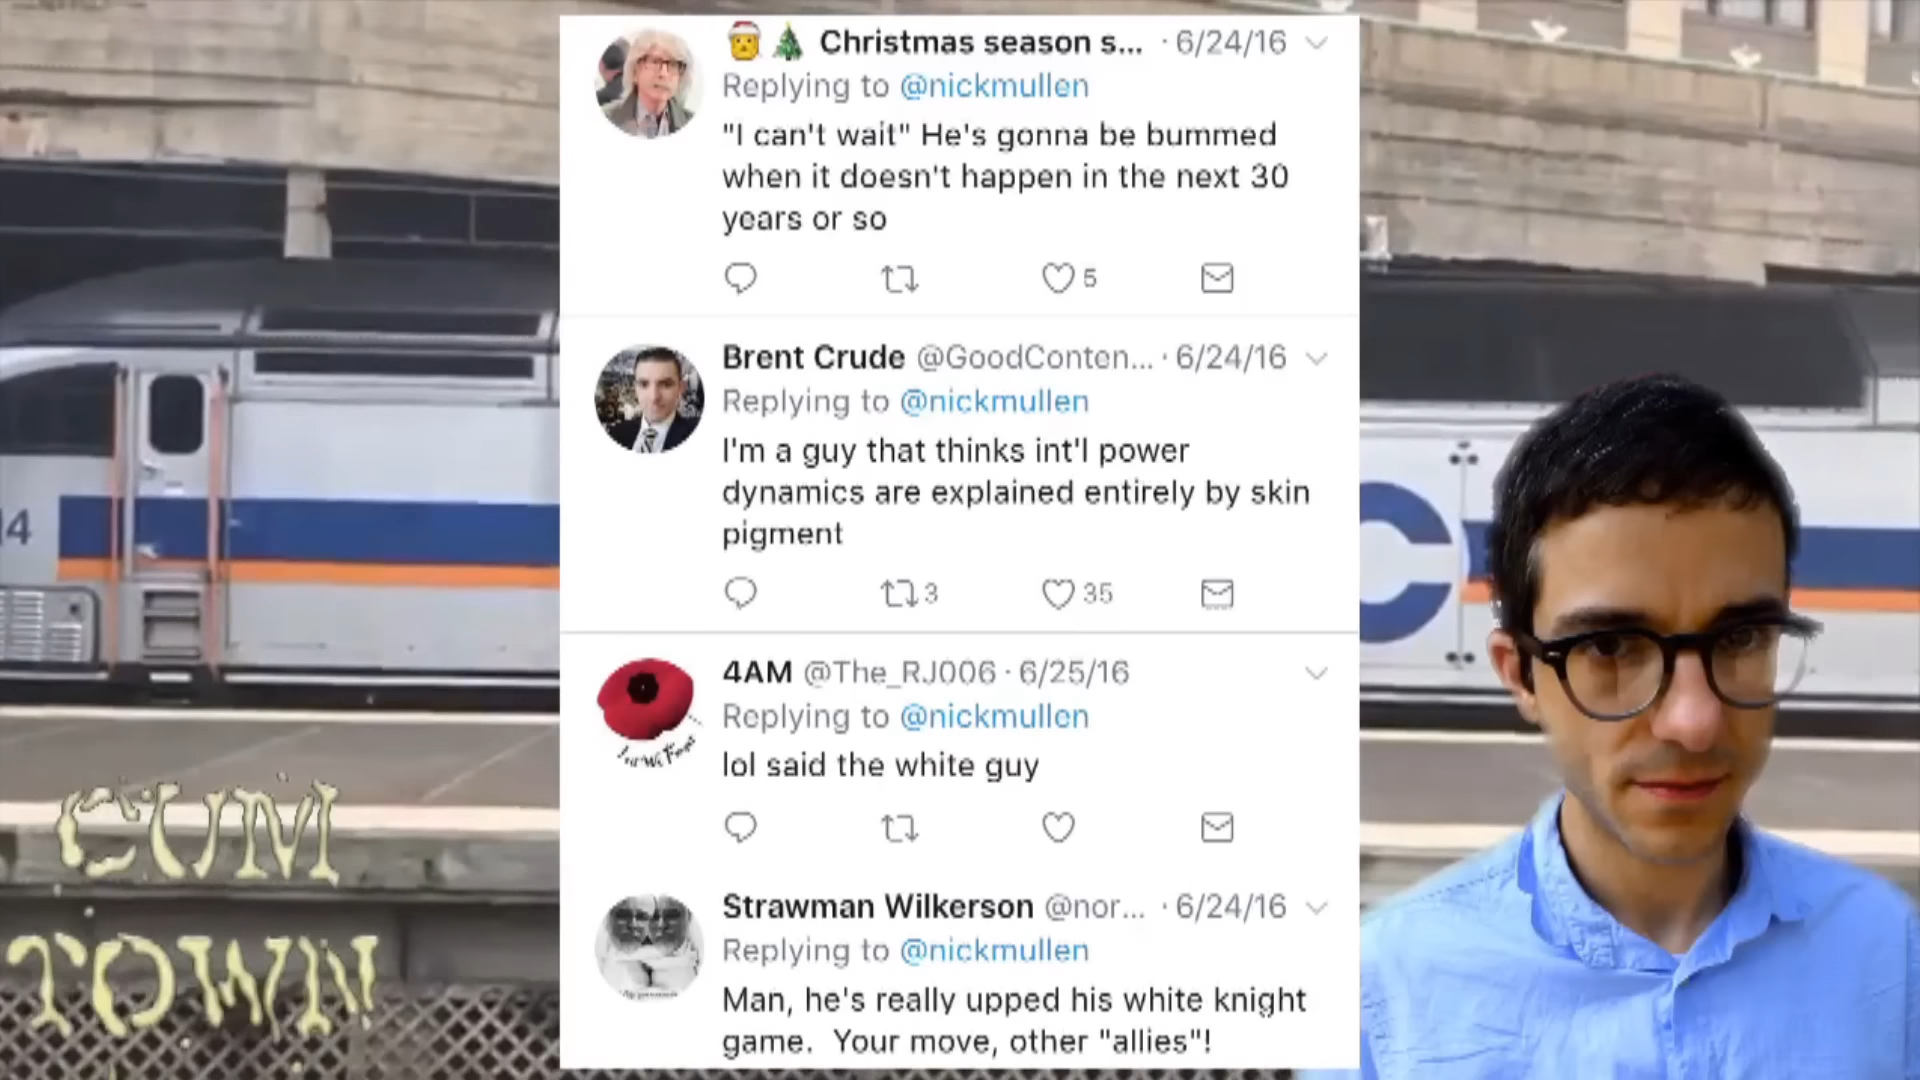 Christmas season s... · 6/24/16
Replying to @nickmullen
"I can't wait" He's gonna be bummed
when it doesn't happen in the next 30
years or so
5
Brent Crude @GoodConten... · 6/24/16
Replying to @nickmullen
I'm a guy that thinks int'l power
dynamics are explained entirely by skin
pigment
3 35
4AM @The_RJ006 · 6/25/16
Replying to @nickmullen
lol said the white guy
Strawman Wilkerson @nor... · 6/24/16
Replying to @nickmullen
Man, he's really upped his white knight
game. Your move, other "allies"!
14
C
CUM
TOWN